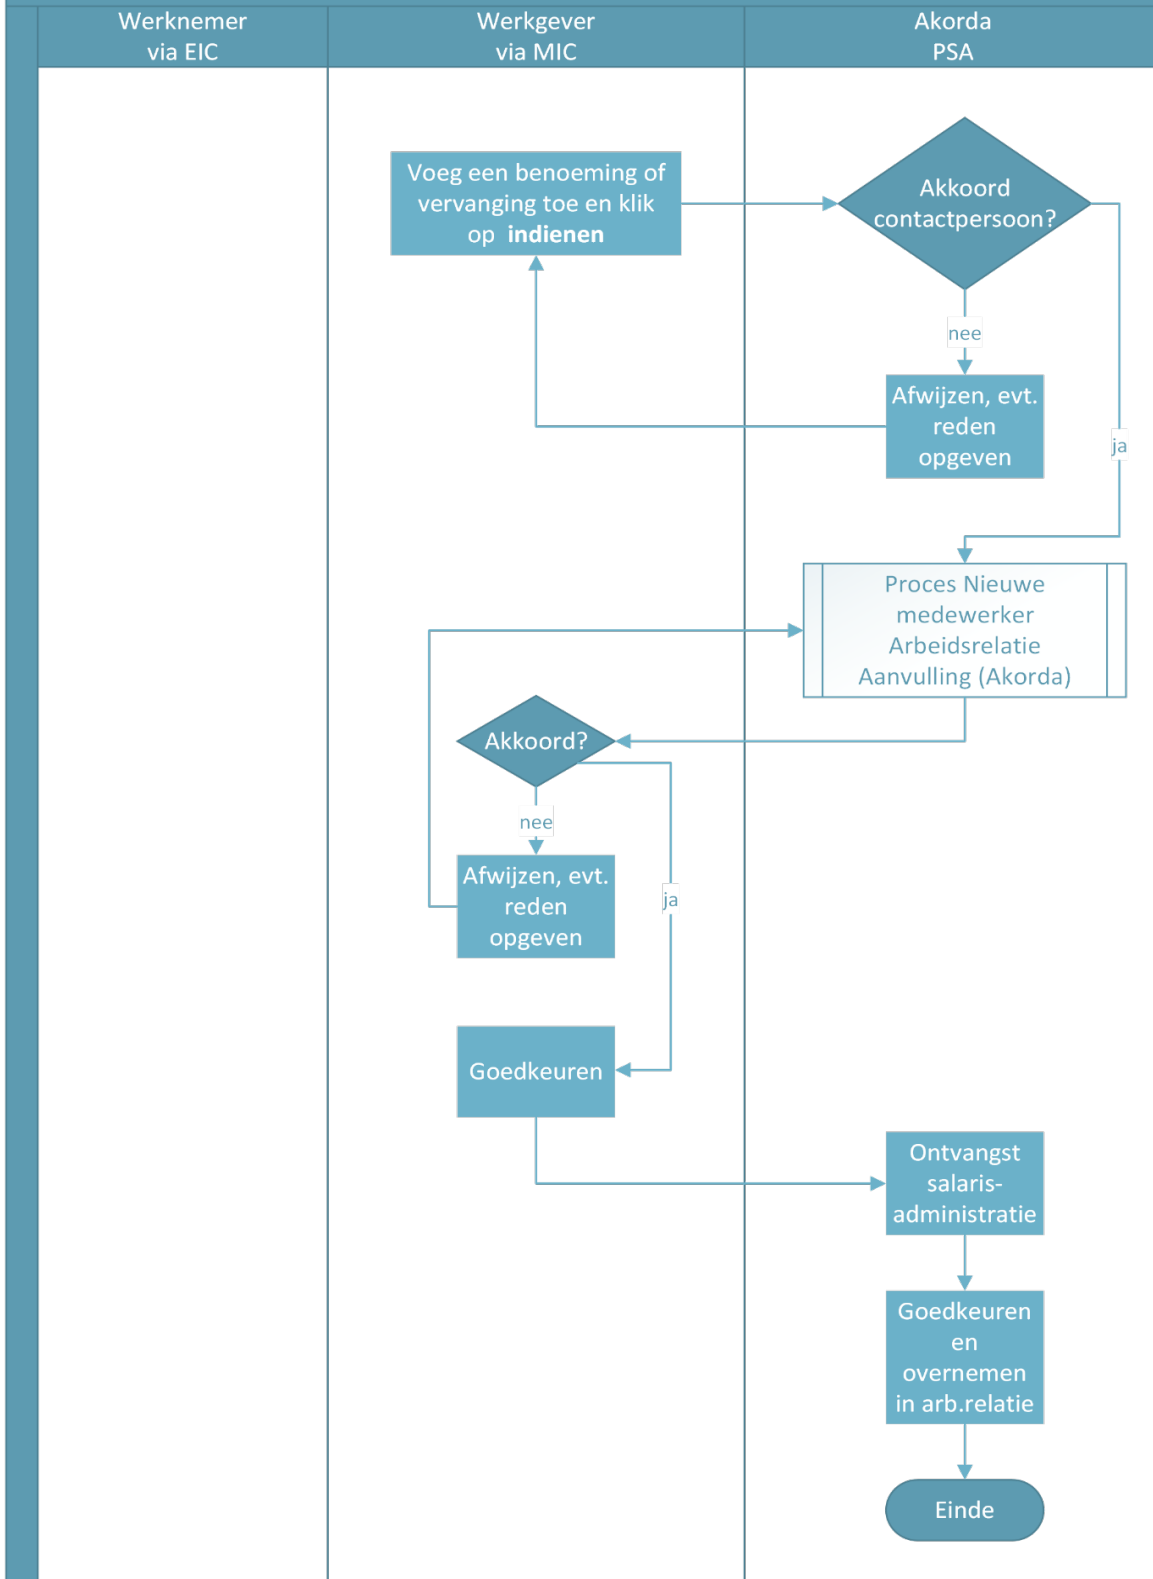 Werknemer
via EIC
Werkgever
via MIC
Akorda
PSA
Voeg een benoeming of
vervanging toe en klik
op indienen
Akkoord
contactpersoon?
nee
Afwijzen, evt.
reden
opgeven
ja
Proces Nieuwe
medewerker
Arbeidsrelatie
Aanvulling (Akorda)
Akkoord?
nee
Afwijzen, evt.
reden
opgeven
ja
Goedkeuren
Ontvangst
salaris-
administratie
Goedkeuren
en
overnemen
in arb.relatie
Einde